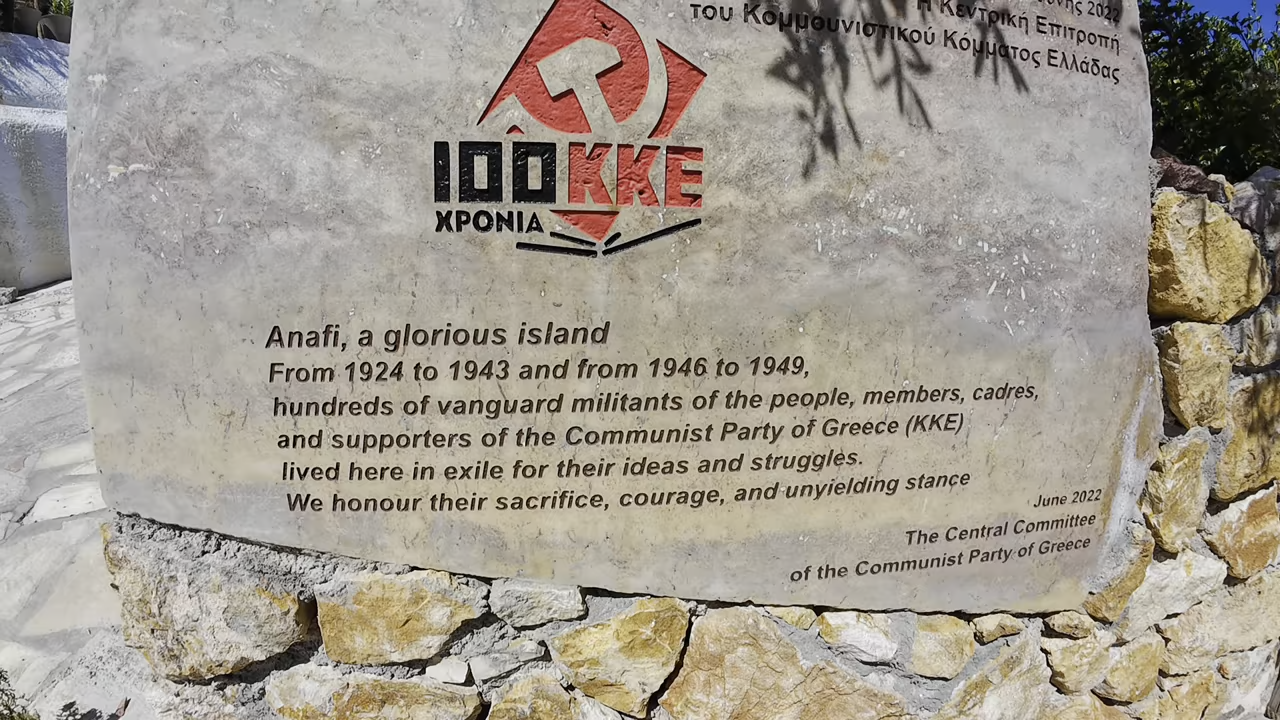 2022
Η Κεντρική Επιτροπή
του Κομμουνιστικού Κόμματος Ελλάδας
100 ΚΚΕ
ΧΡΟΝΙΑ
Anafi, a glorious island
From 1924 to 1943 and from 1946 to 1949,
hundreds of vanguard militants of the people, members, cadres,
and supporters of the Communist Party of Greece (KKE)
lived here in exile for their ideas and struggles.
We honour their sacrifice, courage, and unyielding stance
June 2022
The Central Committee
of the Communist Party of Greece